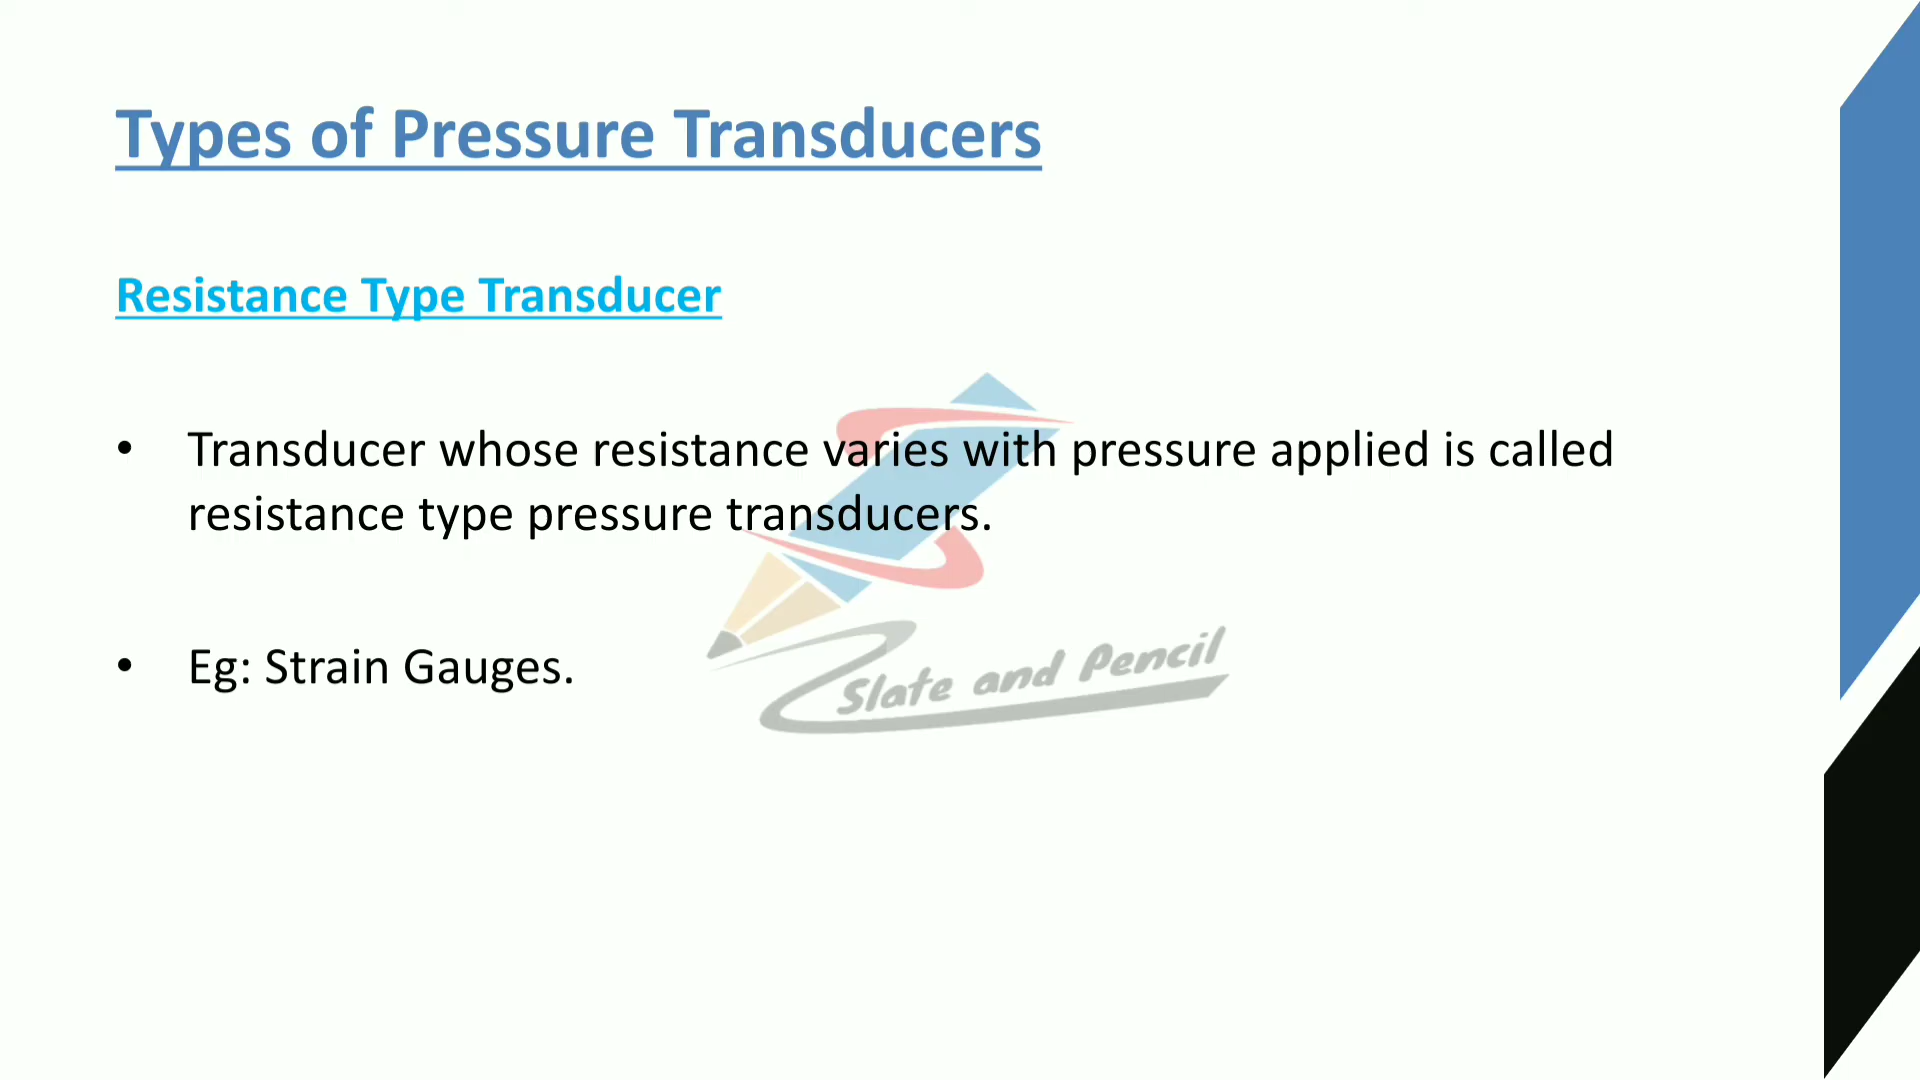 Types of Pressure Transducers
Resistance Type Transducer
• Transducer whose resistance varies with pressure applied is called
resistance type pressure transducers.
• Eg: Strain Gauges.
Slate and Pencil